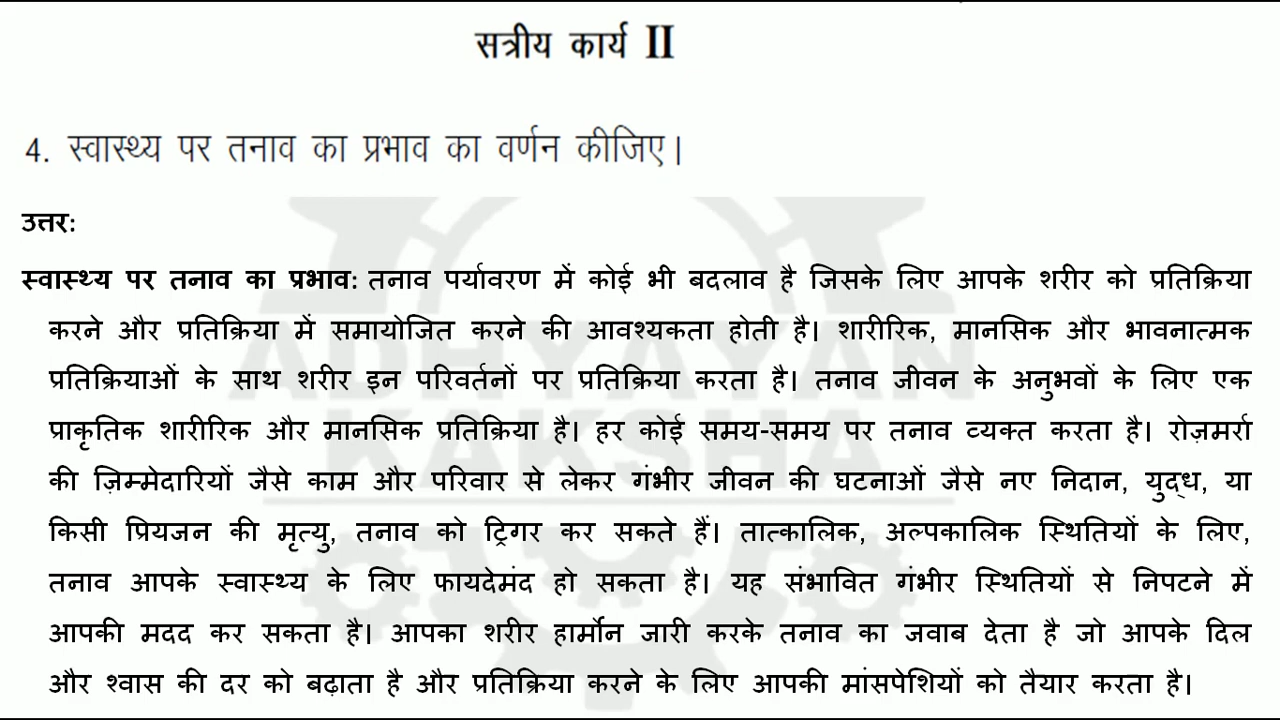 सत्रीय कार्य II
4. स्वास्थ्य पर तनाव का प्रभाव का वर्णन कीजिए।
उत्तर:
स्वास्थ्य पर तनाव का प्रभाव: तनाव पर्यावरण में कोई भी बदलाव है जिसके लिए आपके शरीर को प्रतिक्रिया
करने और प्रतिक्रिया में समायोजित करने की आवश्यकता होती है। शारीरिक, मानसिक और भावनात्मक
प्रतिक्रियाओं के साथ शरीर इन परिवर्तनों पर प्रतिक्रिया करता है। तनाव जीवन के अनुभवों के लिए एक
प्राकृतिक शारीरिक और मानसिक प्रतिक्रिया है। हर कोई समय-समय पर तनाव व्यक्त करता है। रोज़मर्रा
की ज़िम्मेदारियों जैसे काम और परिवार से लेकर गंभीर जीवन की घटनाओं जैसे नए निदान, युद्ध, या
किसी प्रियजन की मृत्यु, तनाव को ट्रिगर कर सकते हैं। तात्कालिक, अल्पकालिक स्थितियों के लिए,
तनाव आपके स्वास्थ्य के लिए फायदेमंद हो सकता है। यह संभावित गंभीर स्थितियों से निपटने में
आपकी मदद कर सकता है। आपका शरीर हार्मोन जारी करके तनाव का जवाब देता है जो आपके दिल
और श्वास की दर को बढ़ाता है और प्रतिक्रिया करने के लिए आपकी मांसपेशियों को तैयार करता है।
ADHYAYAN
KAKSHA